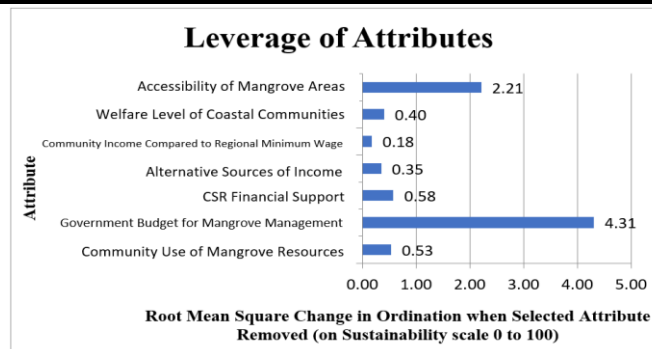 Leverage of Attributes
Attribute
Accessibility of Mangrove Areas 2.21
Welfare Level of Coastal Communities 0.40
Community Income Compared to Regional Minimum Wage 0.18
Alternative Sources of Income 0.35
CSR Financial Support 0.58
Government Budget for Mangrove Management 4.31
Community Use of Mangrove Resources 0.53
0.00 1.00 2.00 3.00 4.00 5.00
Root Mean Square Change in Ordination when Selected Attribute
Removed (on Sustainability scale 0 to 100)